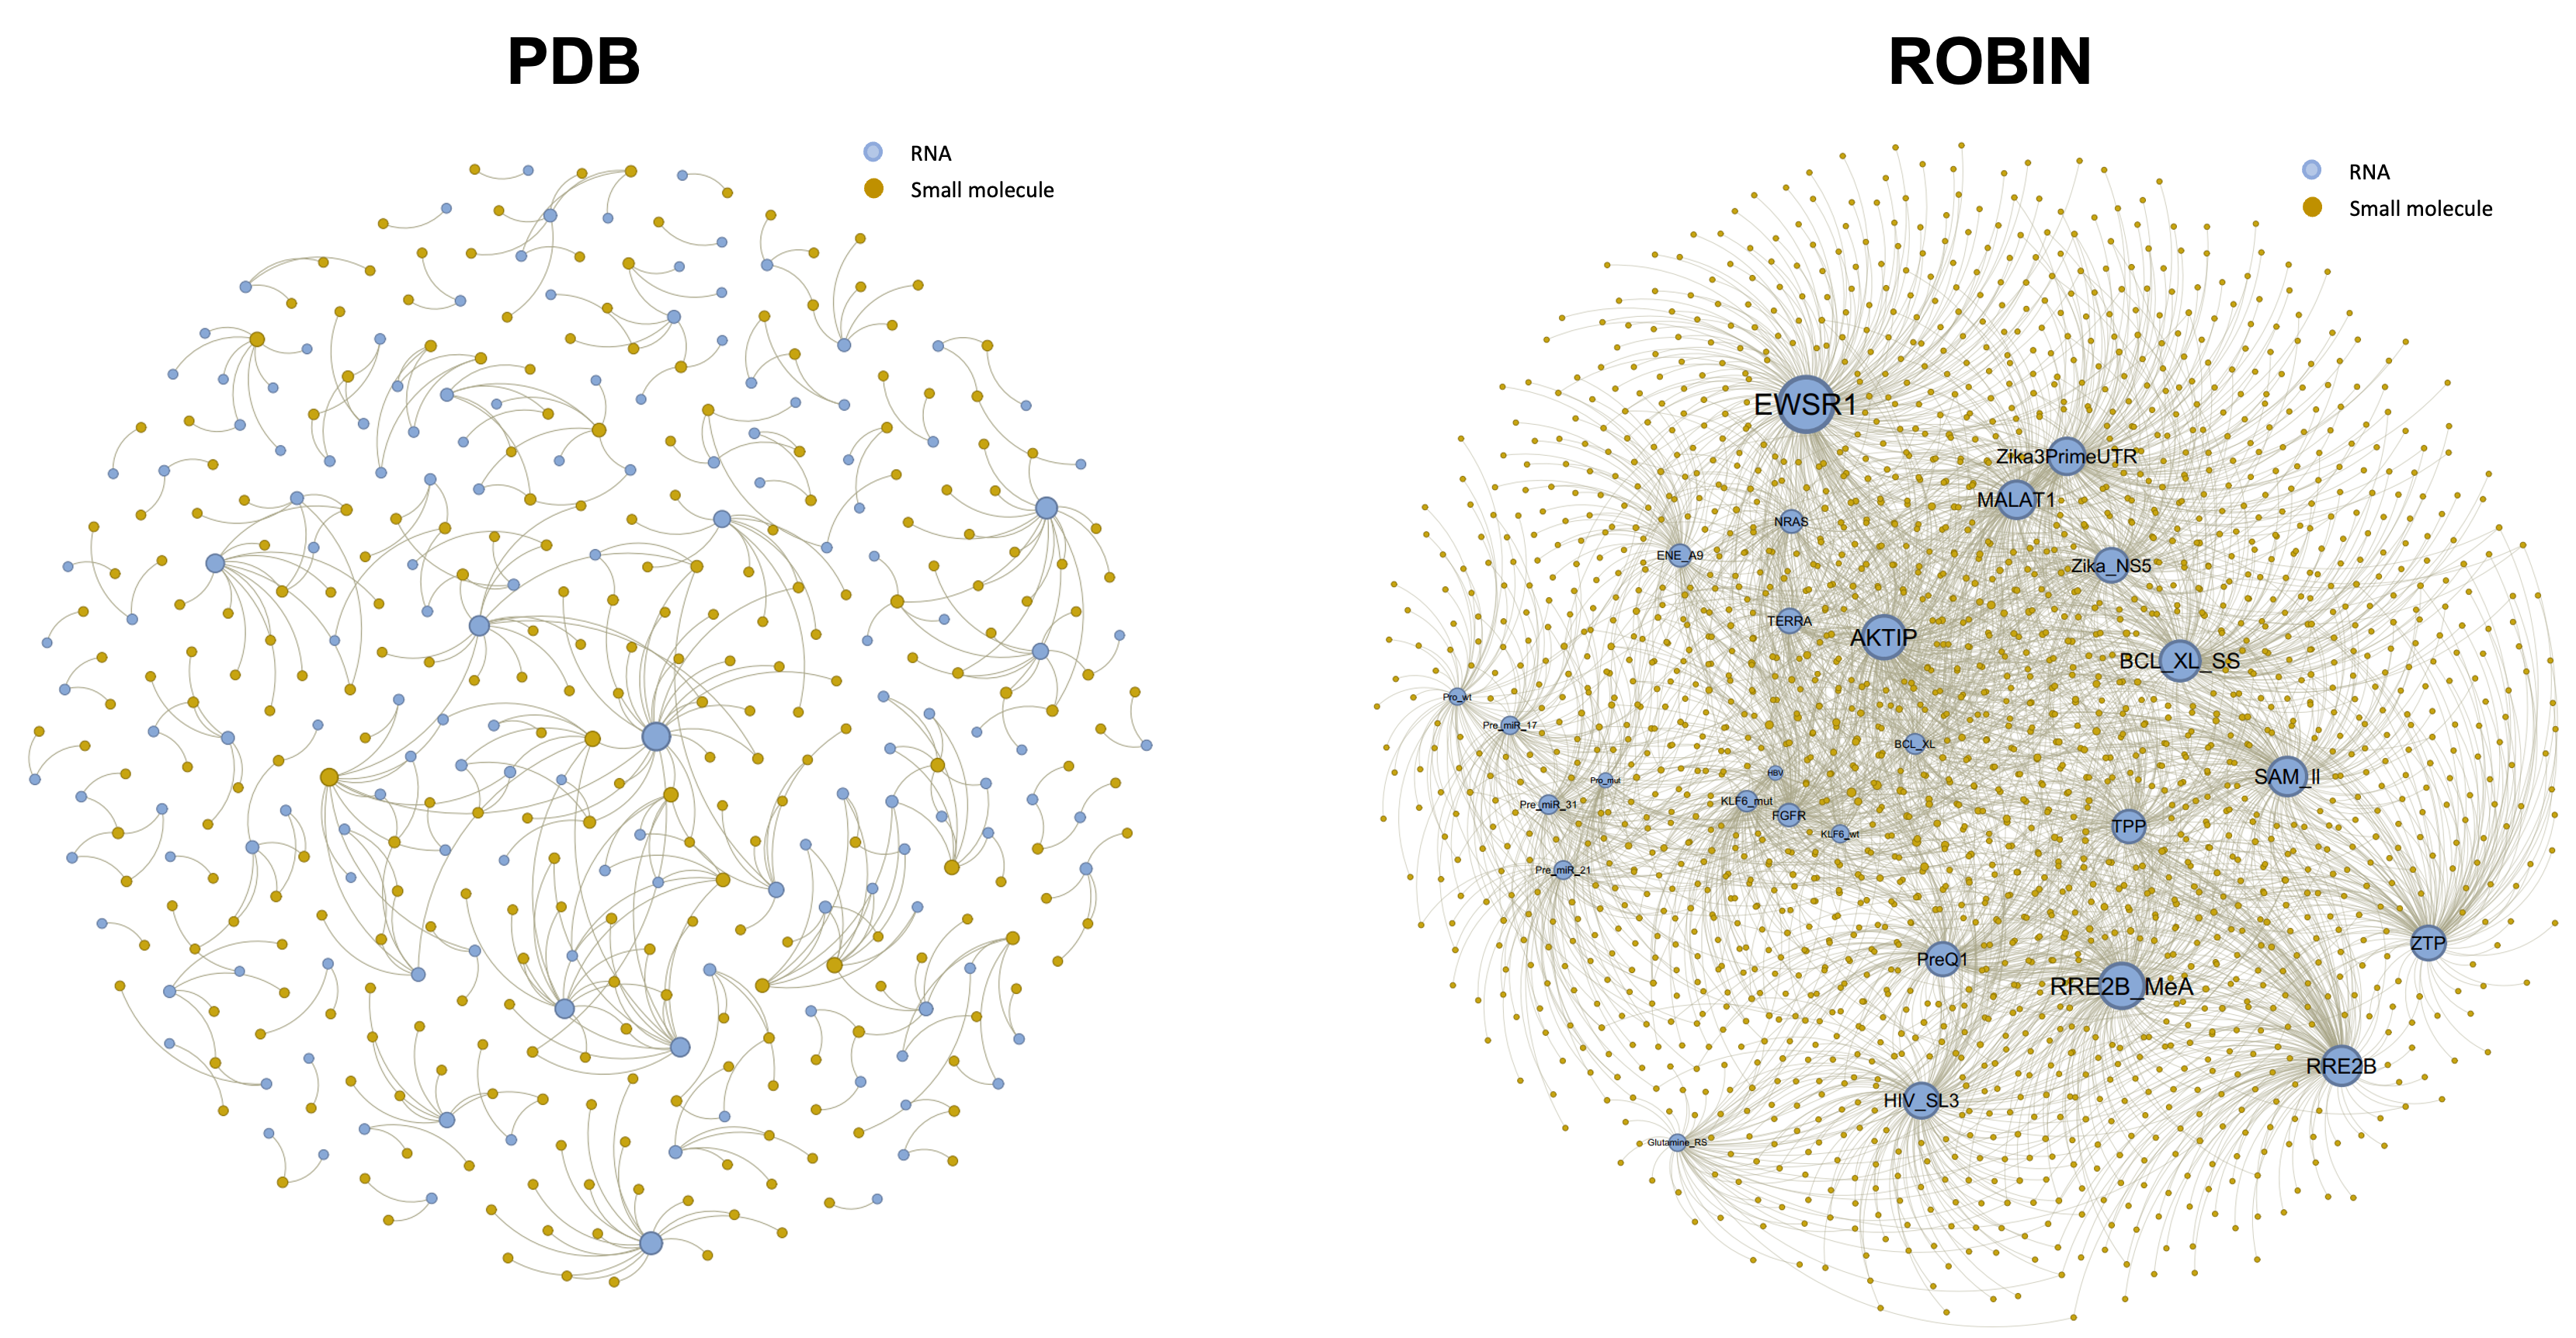 PDB
RNA
Small molecule
ROBIN
RNA
Small molecule
EWSR1
Zika3PrimeUTR
MALAT1
NRAS
ENE_A9
Zika_NS5
TERRA
AKTIP
BCL_XL_SS
Pro_wt
Pre_miR_17
BCL_XL
HBV
Pro_mut
SAM_II
KLF6_mut
Pre_miR_31
FGFR
TPP
KLF6_wt
Pre_miR_21
ZTP
PreQ1
RRE2B_MeA
RRE2B
HIV_SL3
Glutamine_RS